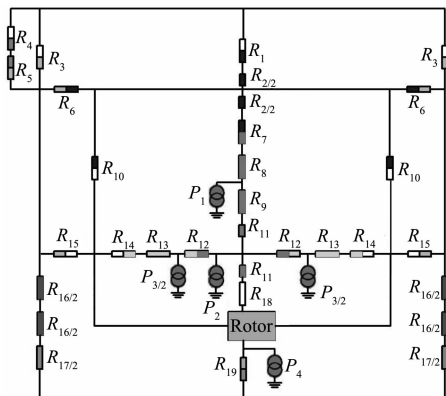 R4
R5
R3
R1
R2/2
R3
R6
R2/2
R6
R7
R10
R8
R10
P1
R9
R11
R15
R14
R13
R12
R12
R13
R14
R15
P3/2
P2
R11
P3/2
R16/2
R18
R16/2
R16/2
Rotor
R16/2
R17/2
R19
P4
R17/2